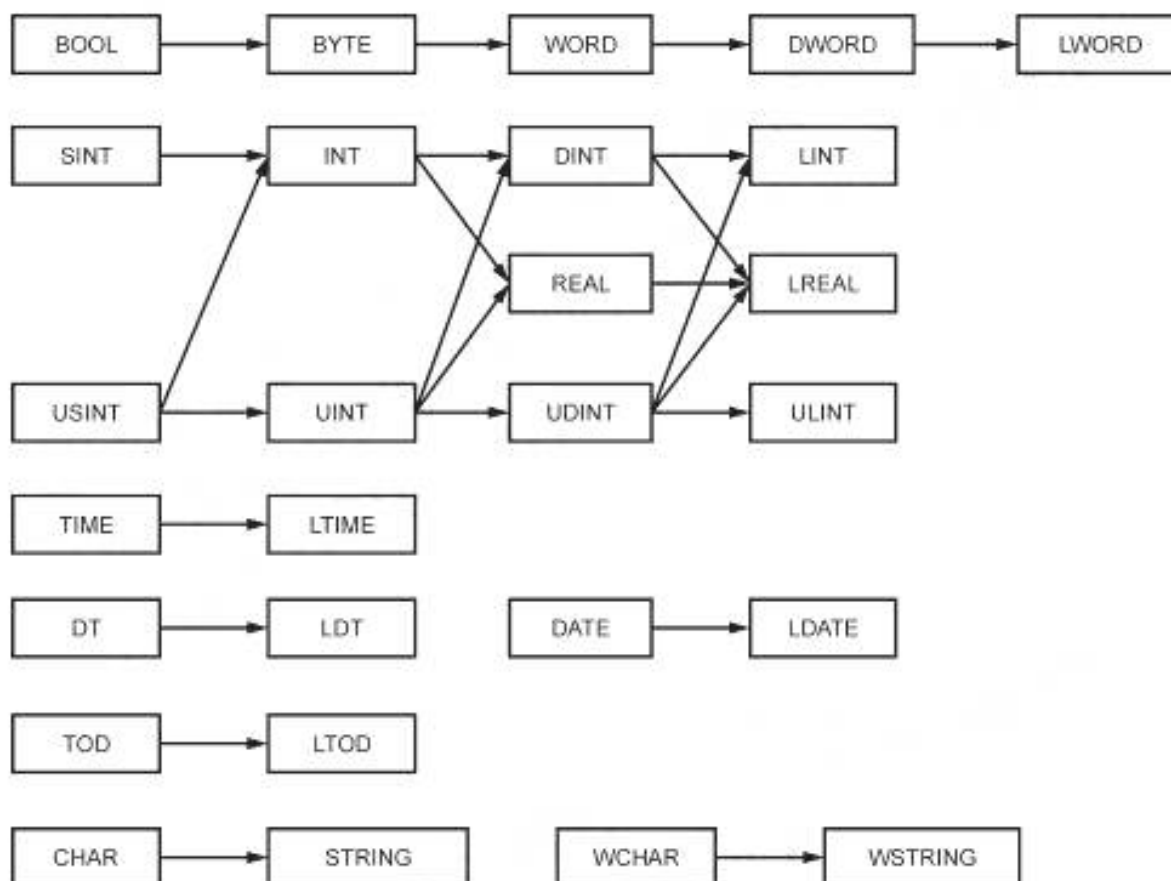 BOOL BYTE WORD DWORD LWORD
SINT INT DINT LINT
REAL LREAL
USINT UINT UDINT ULINT
TIME LTIME
DT LDT DATE LDATE
TOD LTOD
CHAR STRING WCHAR WSTRING